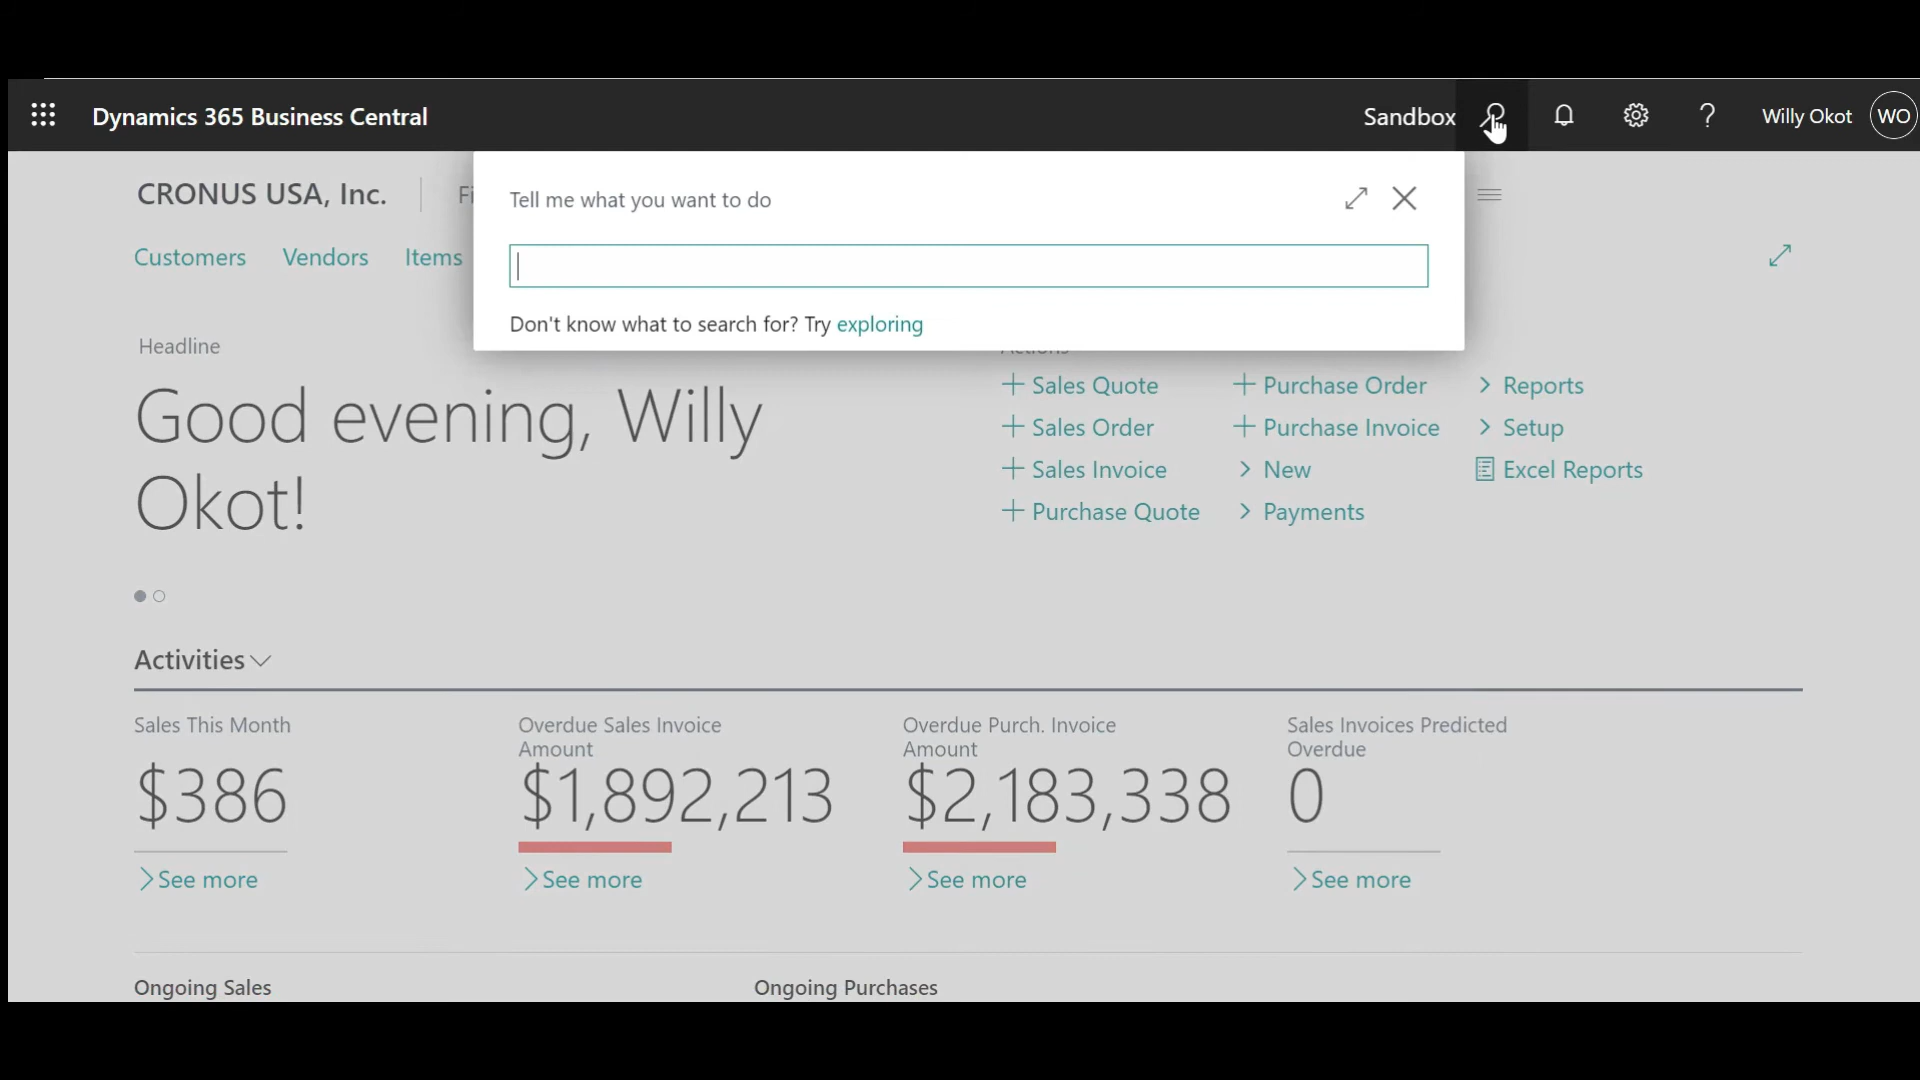 Dynamics 365 Business Central
Sandbox
Willy Okot
WO
CRONUS USA, Inc.
Tell me what you want to do
Customers
Vendors
Items
Don't know what to search for? Try exploring
Headline
Good evening, Willy
Okot!
Sales Quote
Purchase Order
Reports
Sales Order
Purchase Invoice
Setup
Sales Invoice
New
Excel Reports
Purchase Quote
Payments
Activities
Sales This Month
$386
See more
Overdue Sales Invoice
Amount
$1,892,213
See more
Overdue Purch. Invoice
Amount
$2,183,338
See more
Sales Invoices Predicted
Overdue
0
See more
Ongoing Sales
Ongoing Purchases